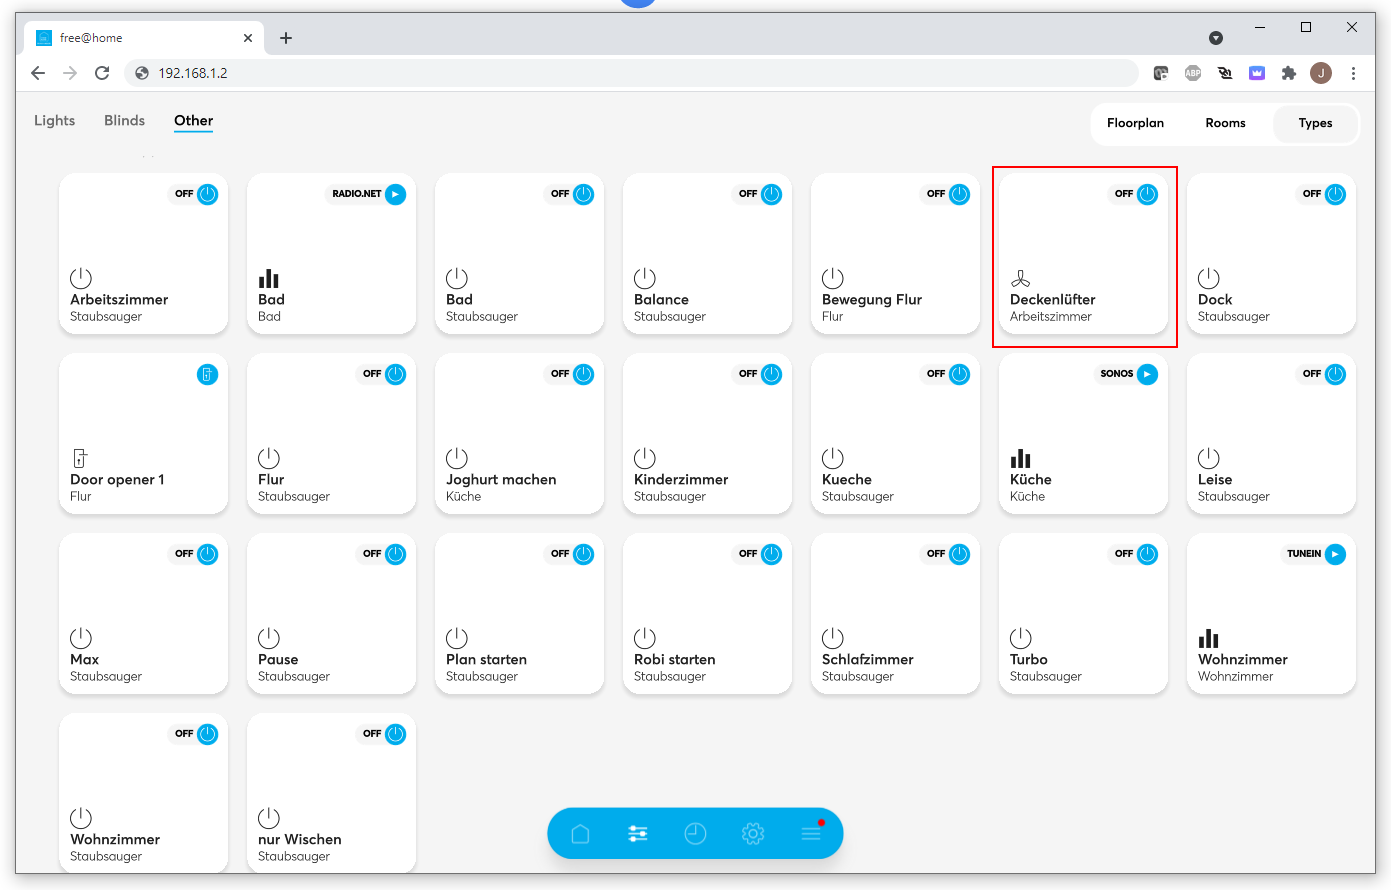 free@home
192.168.1.2
ABP
J
Lights Blinds Other
Floorplan Rooms Types
OFF
Arbeitszimmer
Staubsauger
RADIO.NET
Bad
Bad
OFF
Bad
Staubsauger
OFF
Balance
Staubsauger
OFF
Bewegung Flur
Flur
OFF
Deckenlüfter
Arbeitszimmer
OFF
Dock
Staubsauger
Door opener 1
Flur
OFF
Flur
Staubsauger
OFF
Joghurt machen
Küche
OFF
Kinderzimmer
Staubsauger
OFF
Kueche
Staubsauger
SONOS
Küche
Küche
OFF
Leise
Staubsauger
OFF
Max
Staubsauger
OFF
Pause
Staubsauger
OFF
Plan starten
Staubsauger
OFF
Robi starten
Staubsauger
OFF
Schlafzimmer
Staubsauger
OFF
Turbo
Staubsauger
TUNEIN
Wohnzimmer
Wohnzimmer
OFF
Wohnzimmer
Staubsauger
OFF
nur Wischen
Staubsauger